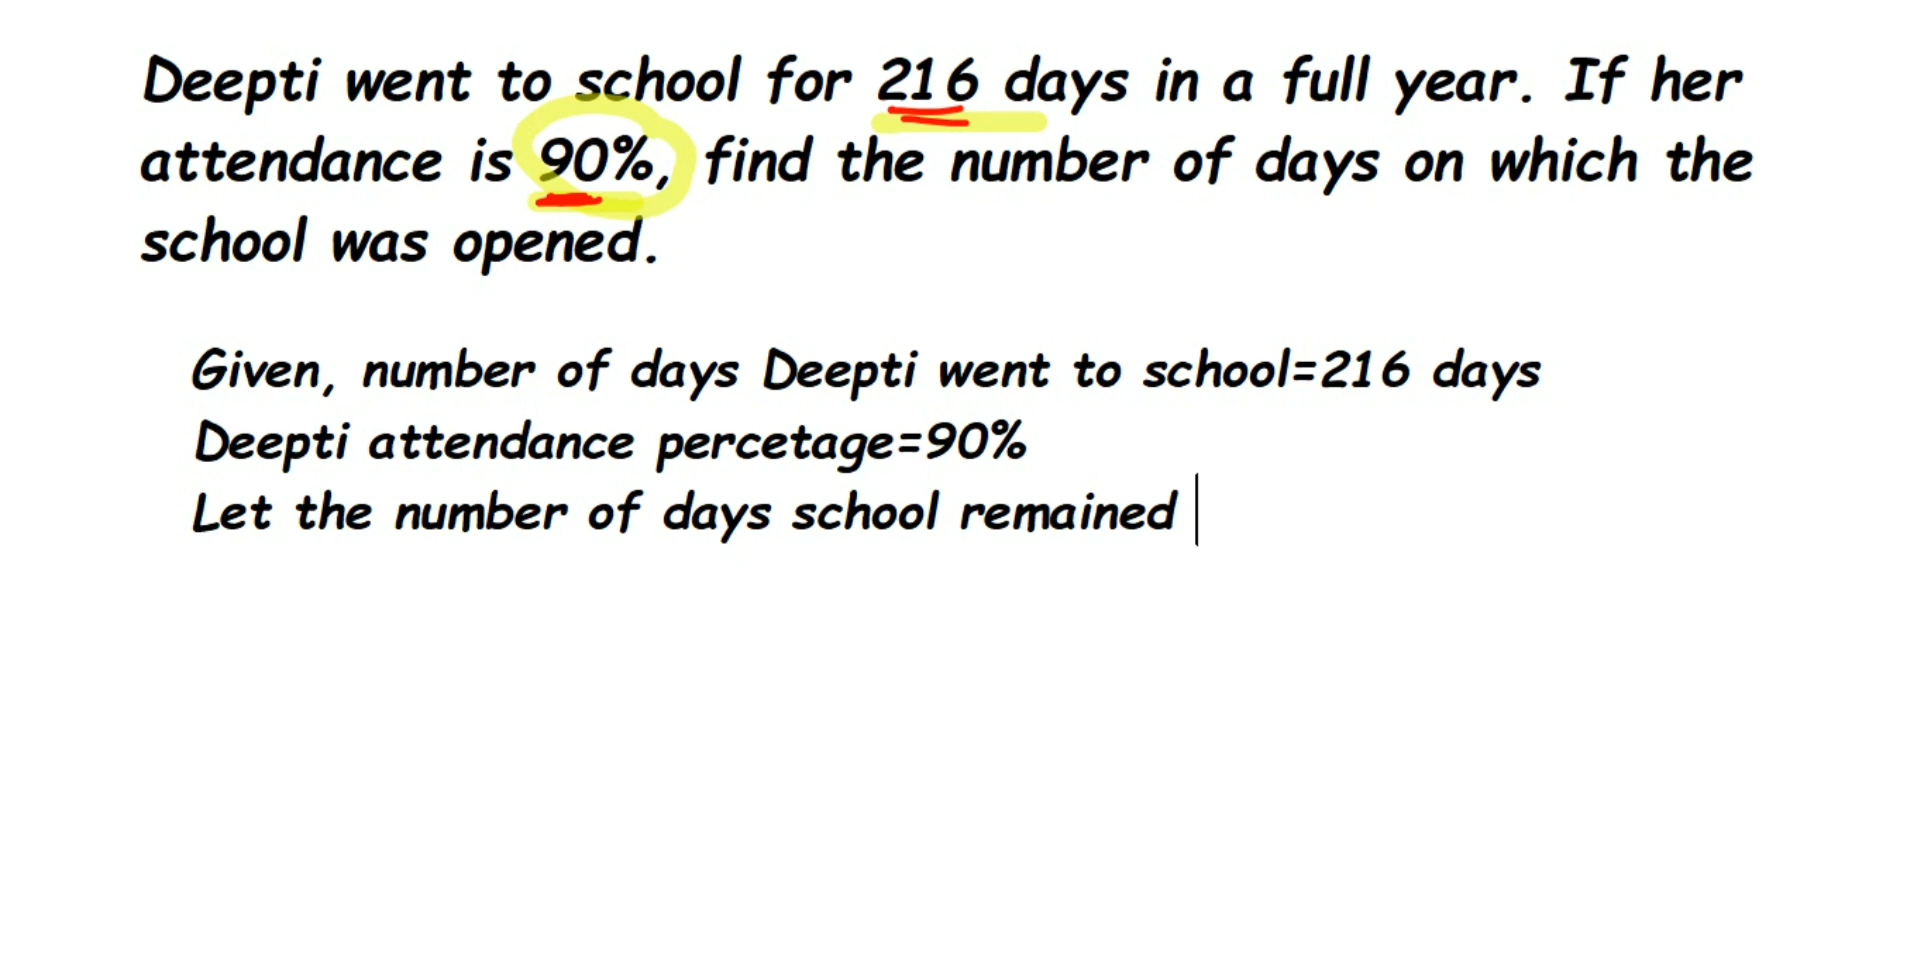 Deepti went to school for 216 days in a full year. If her
attendance is 90%, find the number of days on which the
school was opened.
Given, number of days Deepti went to school=216 days
Deepti attendance percetage=90%
Let the number of days school remained